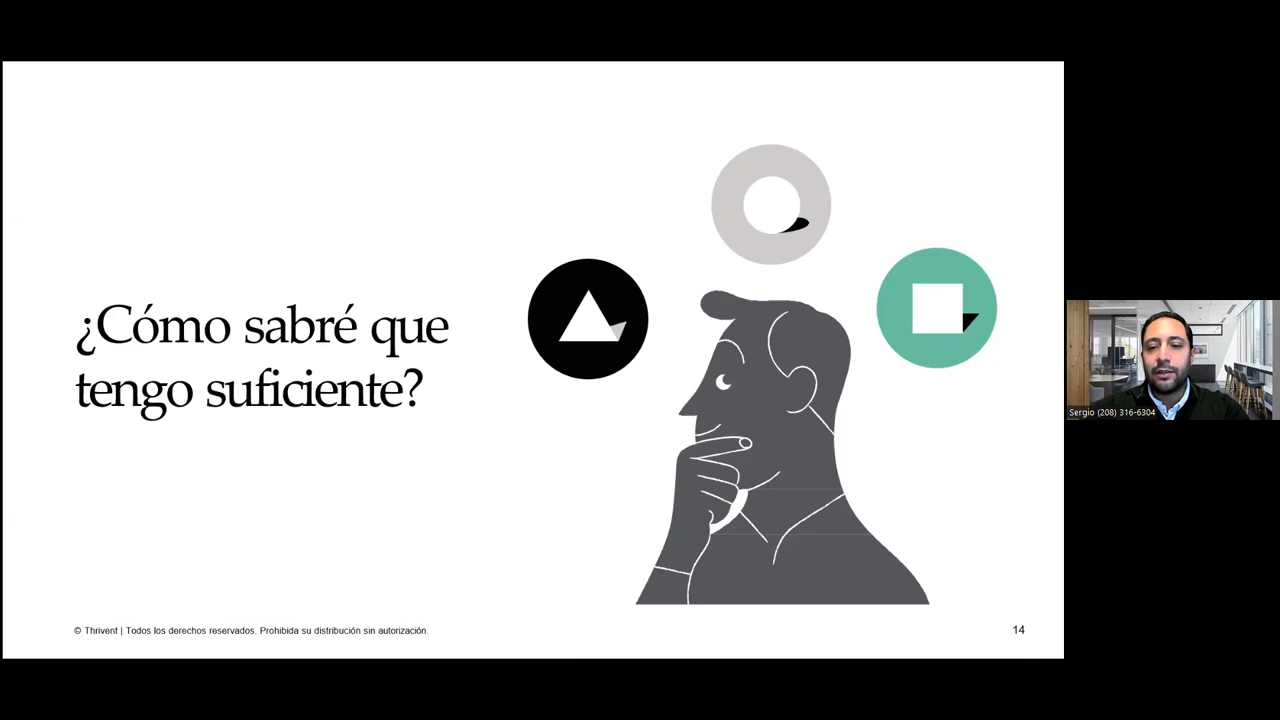 ¿Cómo sabré que
tengo suficiente?
© Thrivent | Todos los derechos reservados. Prohibida su distribución sin autorización.
14
Sergio (208) 316-6304